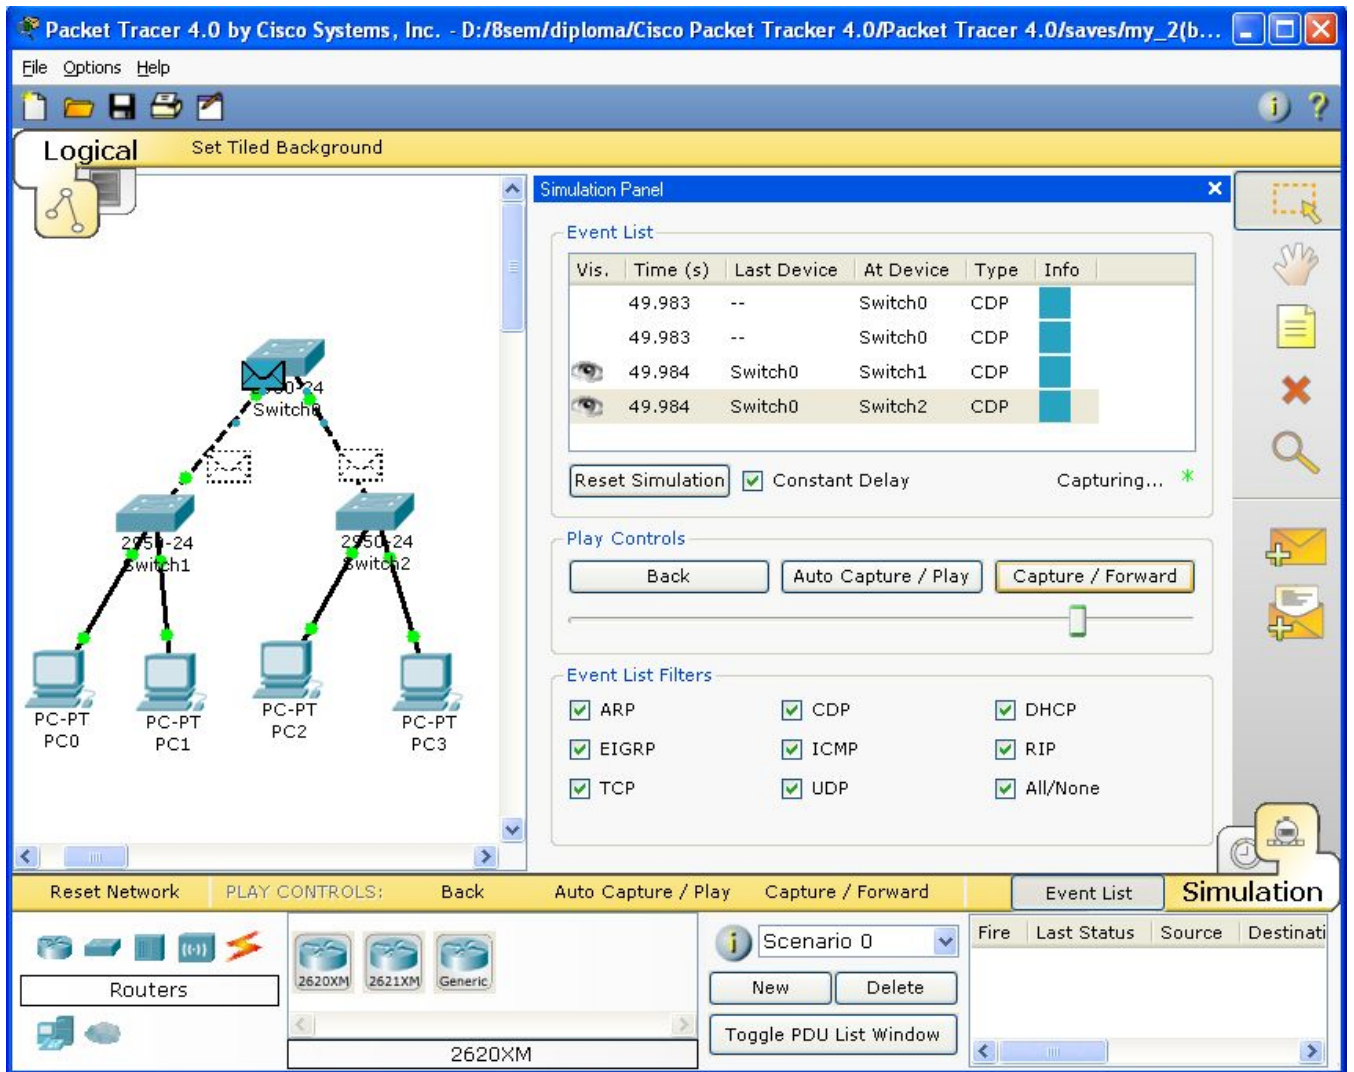 Packet Tracer 4.0 by Cisco Systems, Inc. - D:/8sem/diploma/Cisco Packet Tracker 4.0/Packet Tracer 4.0/saves/my_2(b...
File Options Help
Logical Set Tiled Background
Simulation Panel
Event List
Vis. Time (s) Last Device At Device Type Info
49.983 -- Switch0 CDP
49.983 -- Switch0 CDP
49.984 Switch0 Switch1 CDP
49.984 Switch0 Switch2 CDP
Reset Simulation Constant Delay Capturing... *
Play Controls
Back Auto Capture / Play Capture / Forward
Event List Filters
ARP CDP DHCP
EIGRP ICMP RIP
TCP UDP All/None
2950-24
Switch0
2950-24
Switch1
2950-24
Switch2
PC-PT
PC0
PC-PT
PC1
PC-PT
PC2
PC-PT
PC3
Reset Network PLAY CONTROLS: Back Auto Capture / Play Capture / Forward Event List Simulation
Routers
2620XM 2621XM Generic
2620XM
Scenario 0
New Delete
Toggle PDU List Window
Fire Last Status Source Destinati